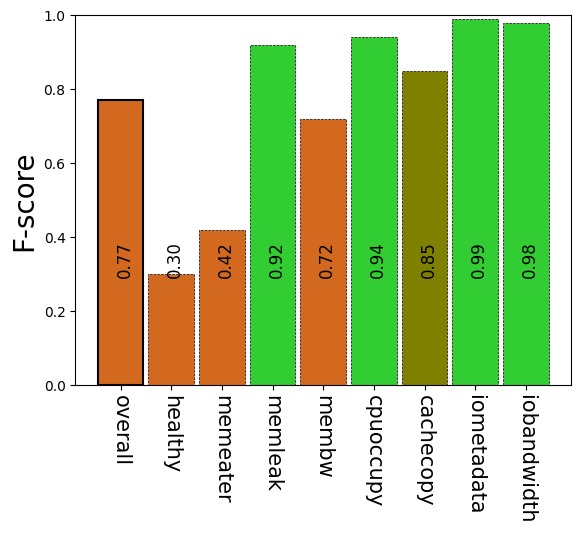 F-score
1.0
0.8
0.6
0.4
0.2
0.0
0.77
0.30
0.42
0.92
0.72
0.94
0.85
0.99
0.98
overall
healthy
memeater
memleak
membw
cpuoccupy
cachecopy
iometadata
iobandwidth